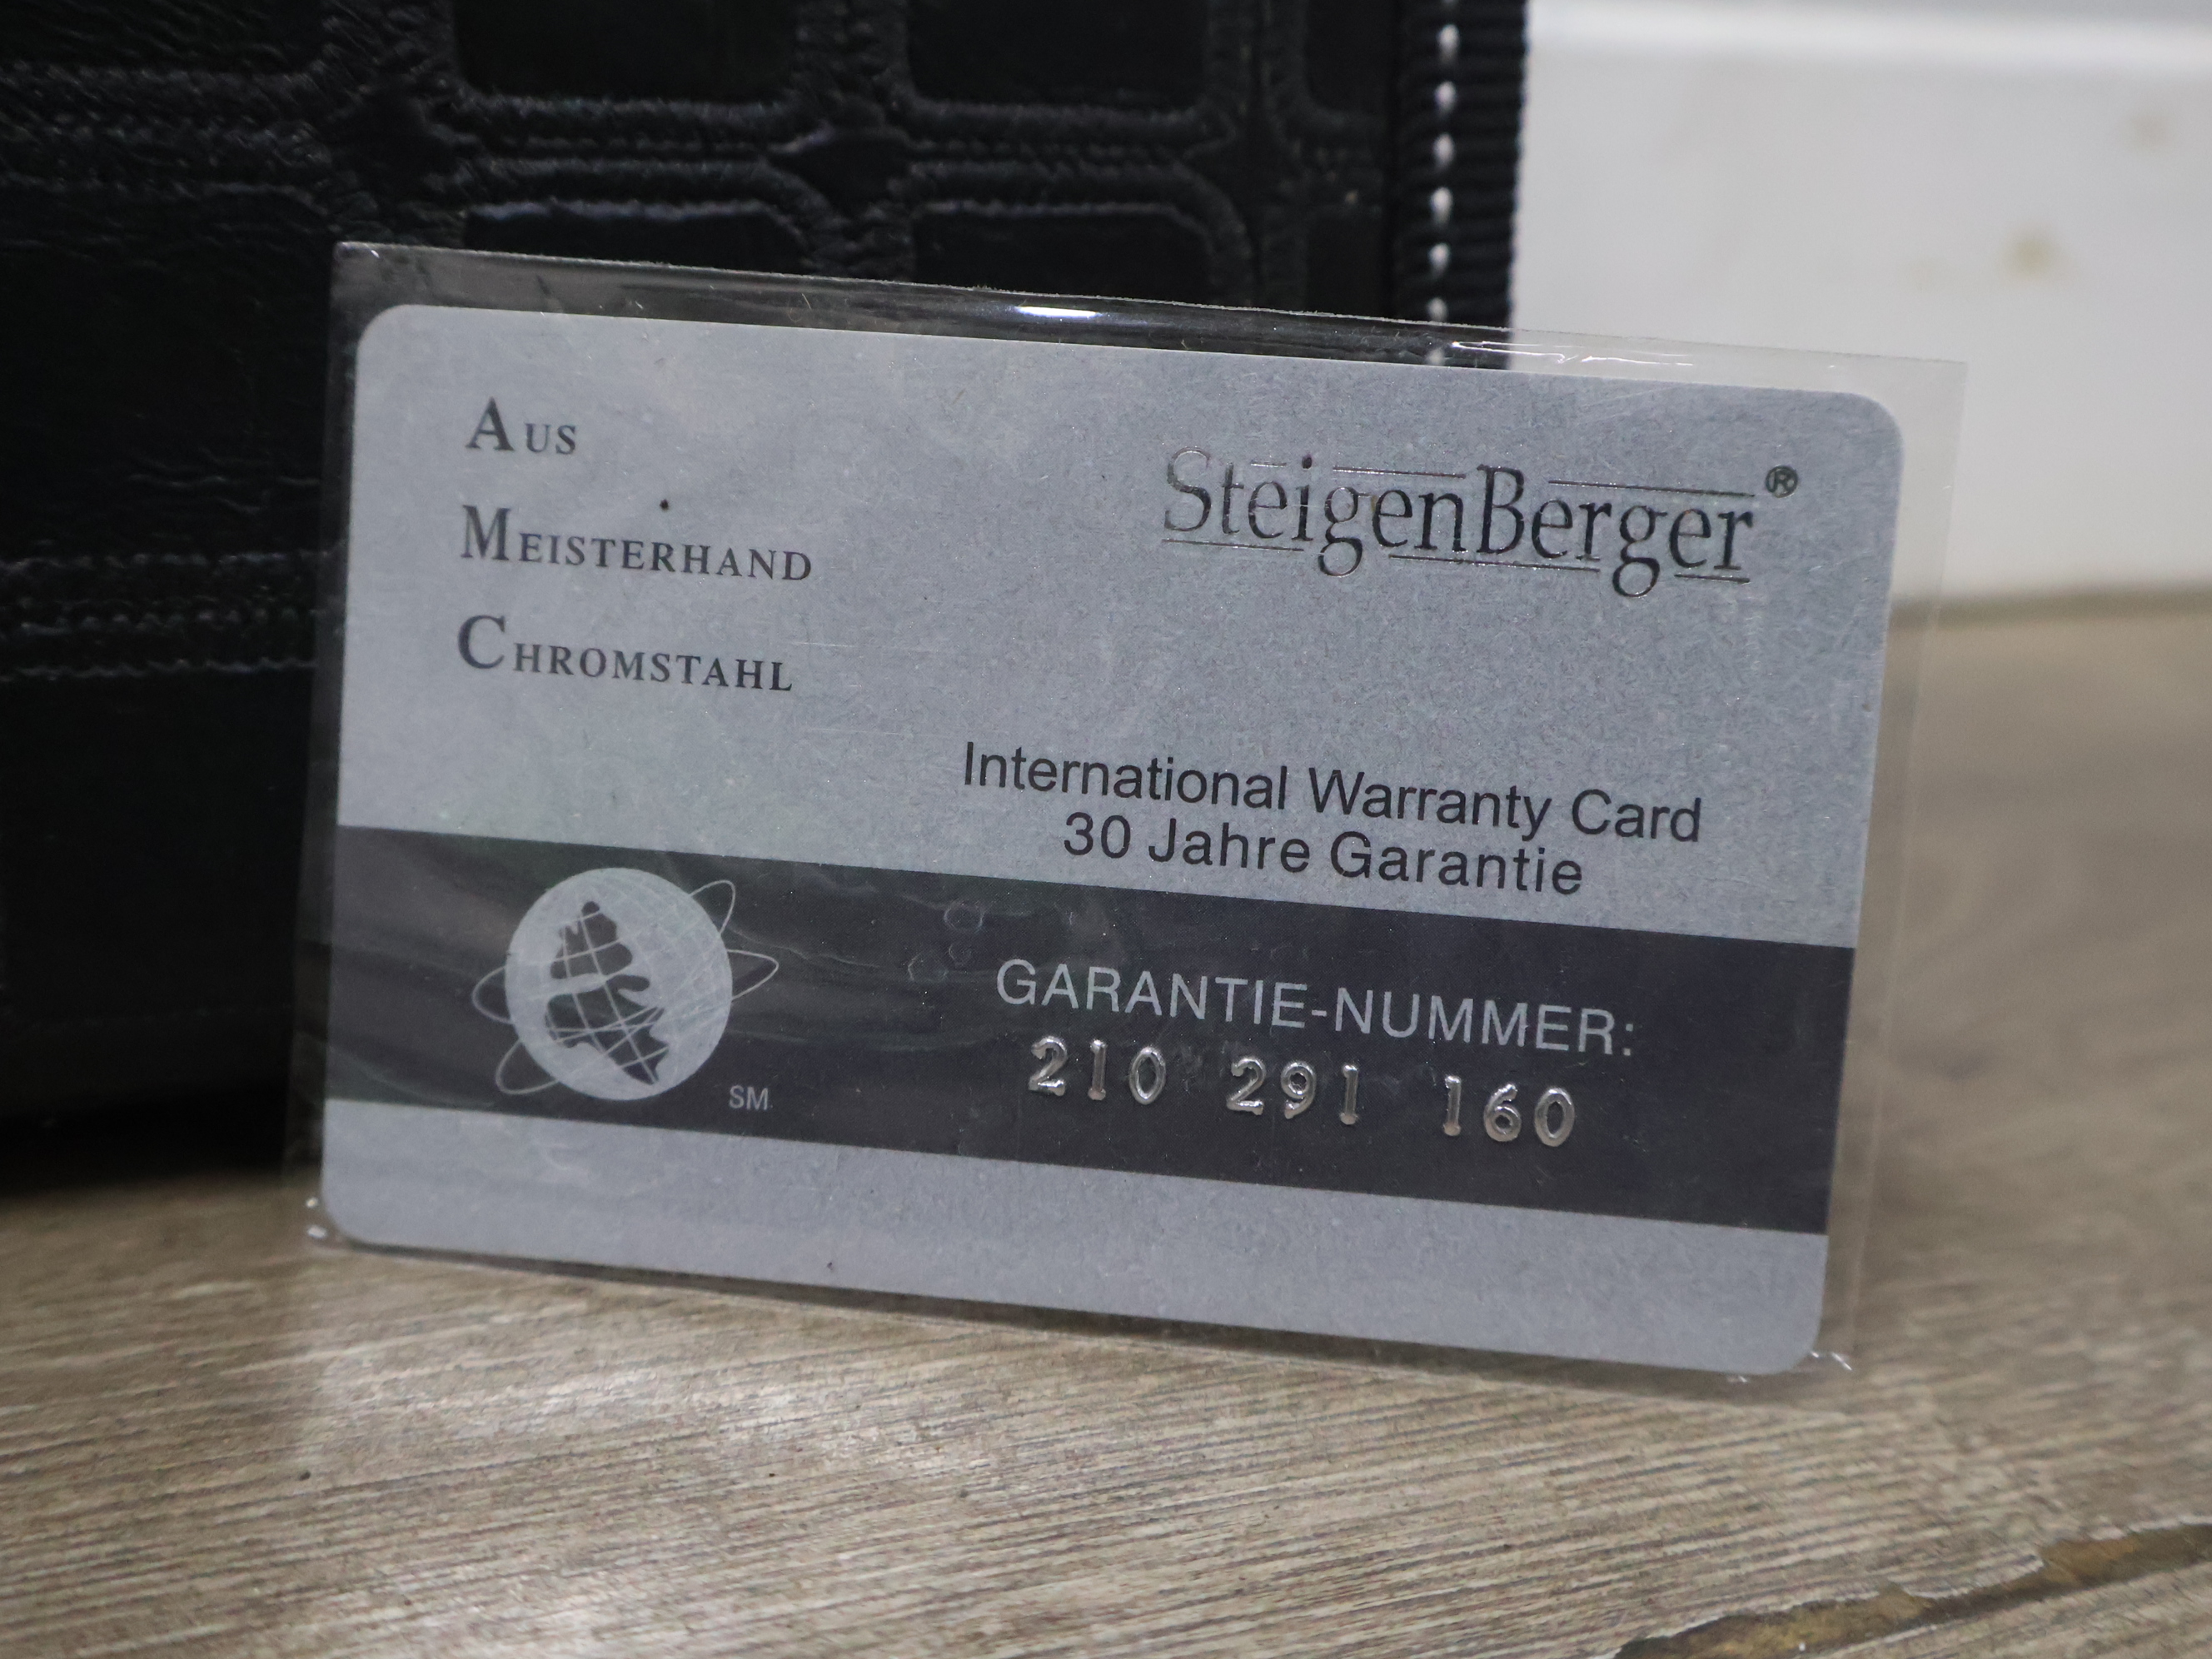 AUS
MEISTERHAND
CHROMSTAHL
SteigenBerger®
International Warranty Card
30 Jahre Garantie
GARANTIE-NUMMER:
210 291 160
SM